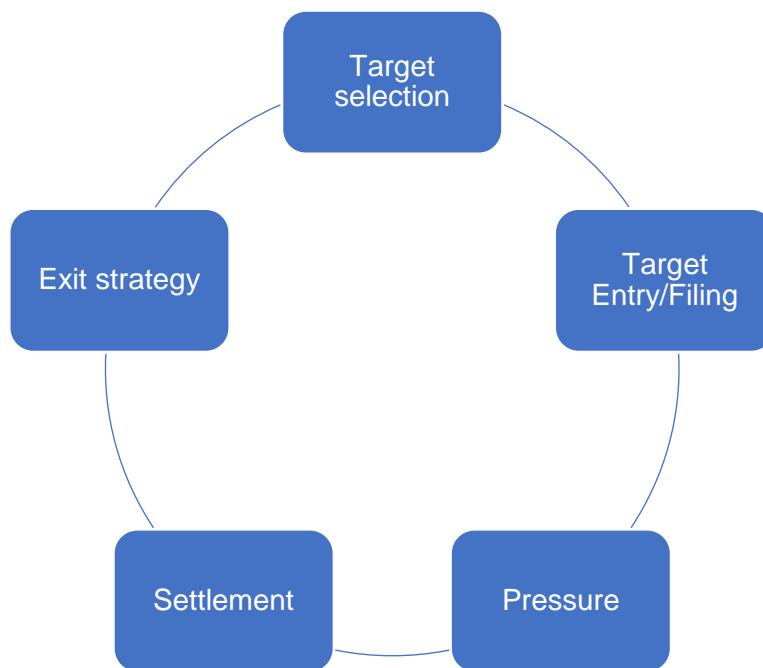 Target
selection
Target
Entry/Filing
Pressure
Settlement
Exit strategy